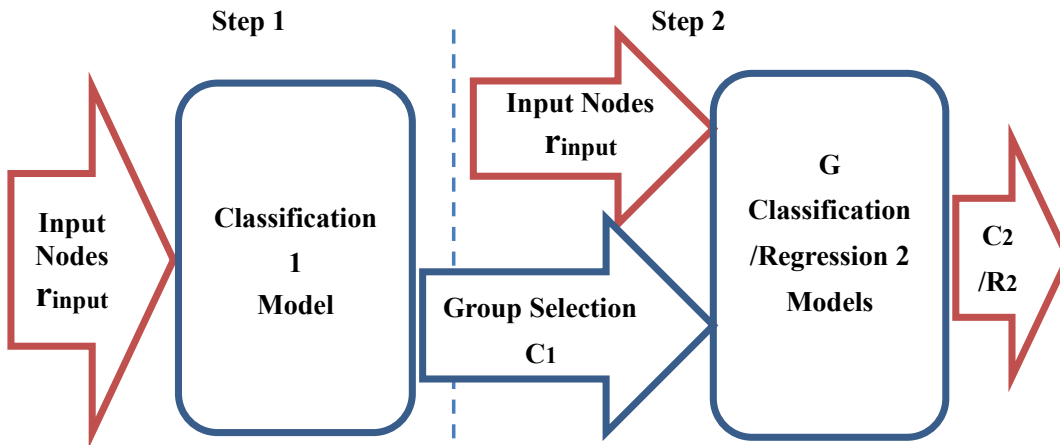 Step 1
Step 2
Input
Nodes
rinput
Classification
1
Model
Input Nodes
rinput
Group Selection
C1
G
Classification
/Regression 2
Models
C2
/R2